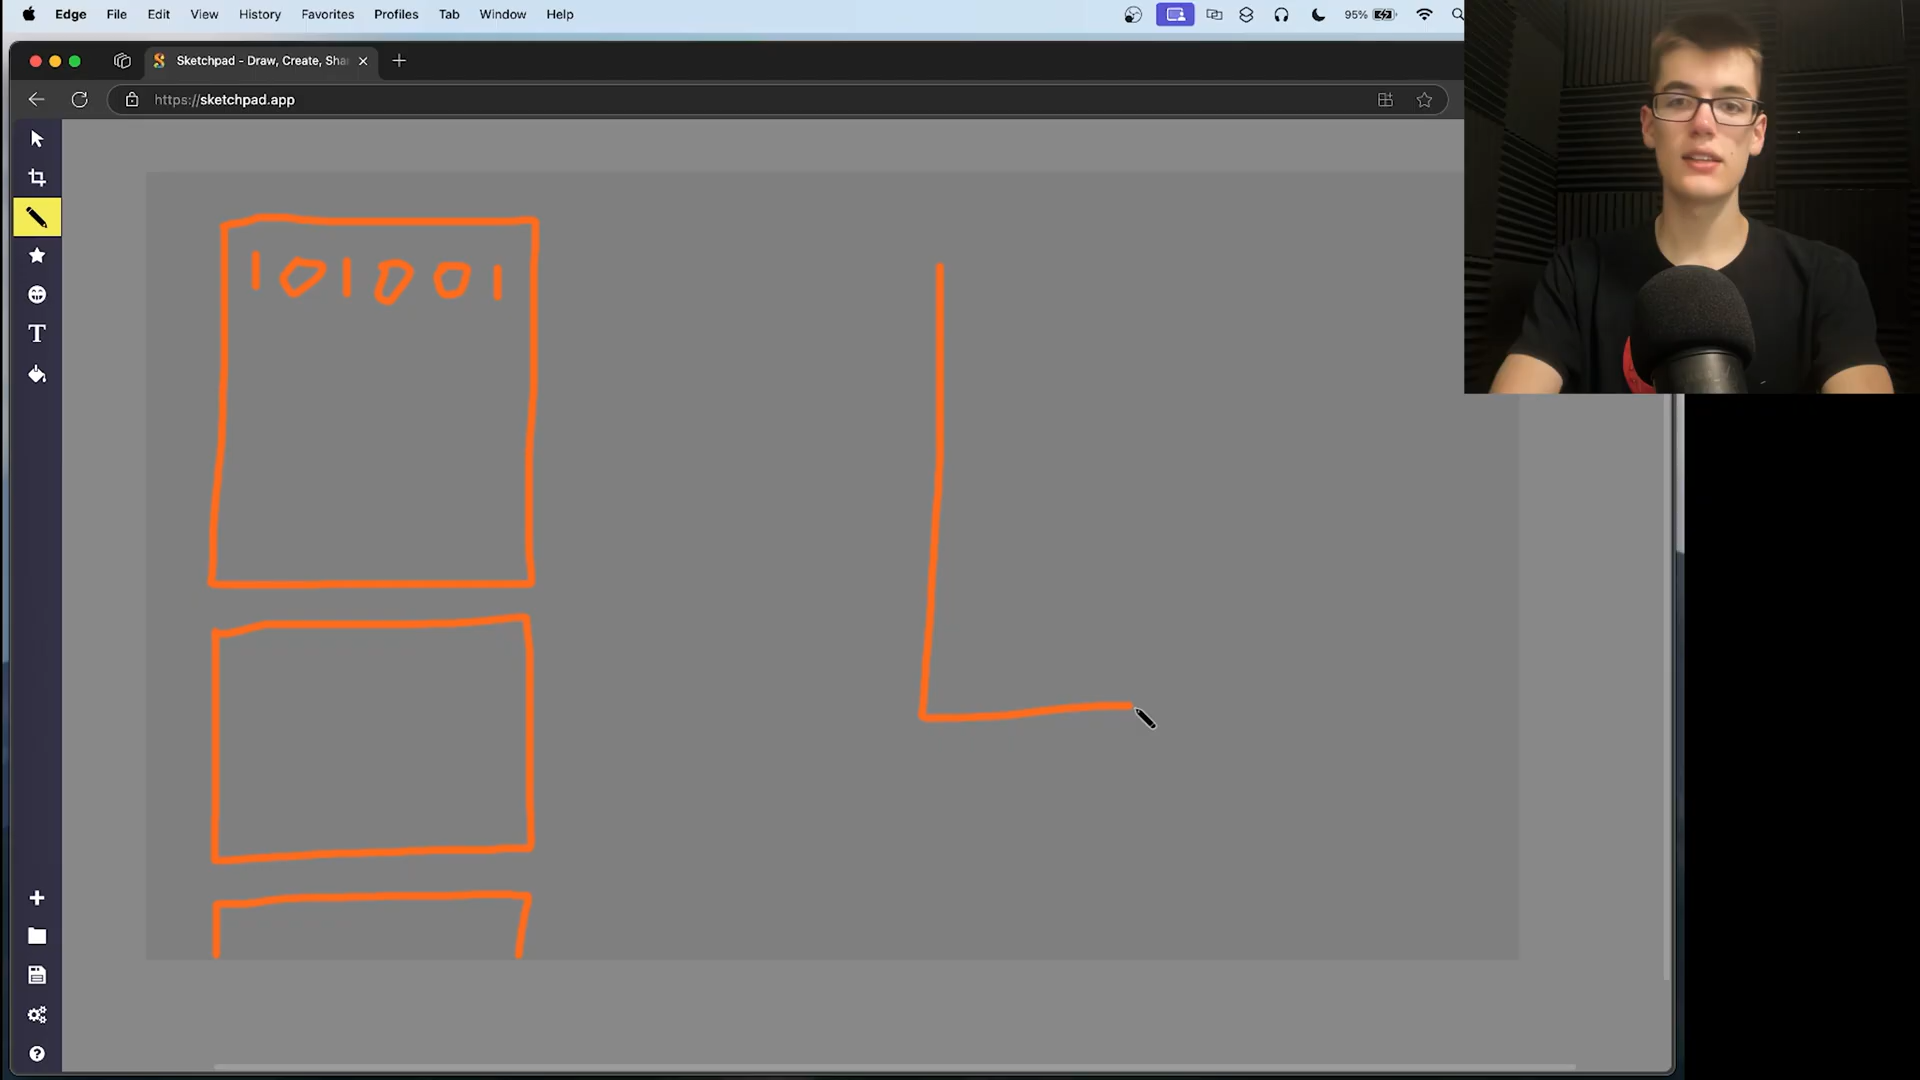 Edge File Edit View History Favorites Profiles Tab Window Help 95%
Sketchpad - Draw, Create, Sha
https://sketchpad.app
T
101001